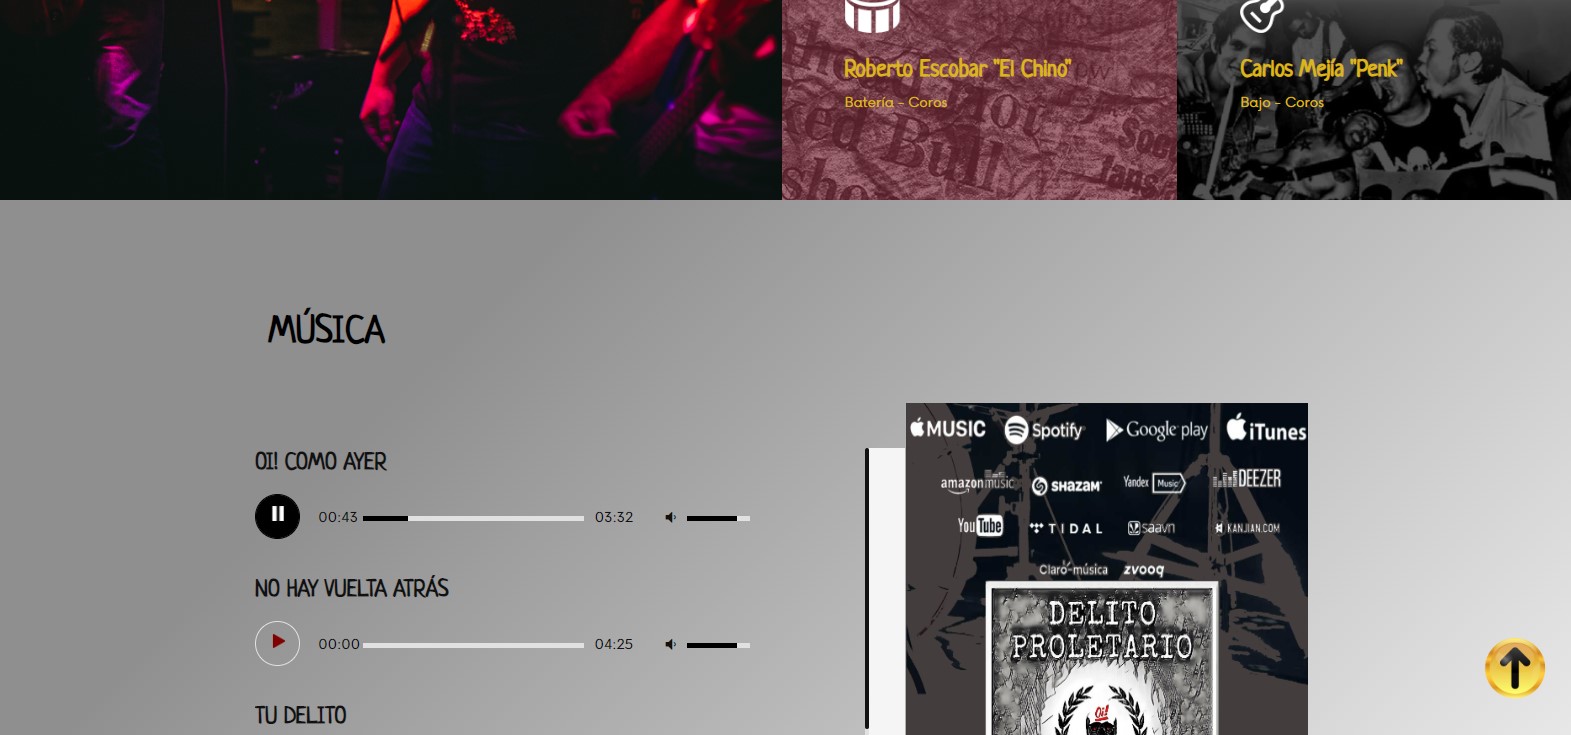 Roberto Escobar "El Chino"
Batería - Coros
Carlos Mejía "Penk"
Bajo - Coros
ed Bull
MÚSICA
OI! COMO AYER
00:43
03:32
NO HAY VUELTA ATRÁS
00:00
04:25
TU DELITO
MUSIC
Spotify
Google play
iTunes
amazonmusic
SHAZAM
Yandex Music
DEEZER
YouTube
TIDAL
saavn
KANJIAN.COM
Claro-música
zvooq
DELITO
PROLETARIO
Oi!